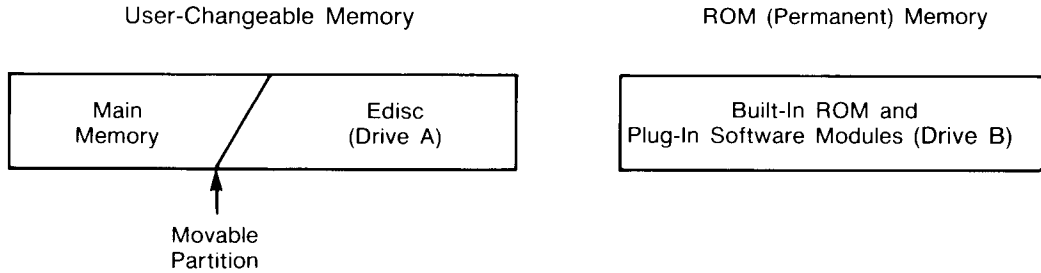 User-Changeable Memory
ROM (Permanent) Memory
Main
Memory
Edisc
(Drive A)
Built-In ROM and
Plug-In Software Modules (Drive B)
Movable
Partition